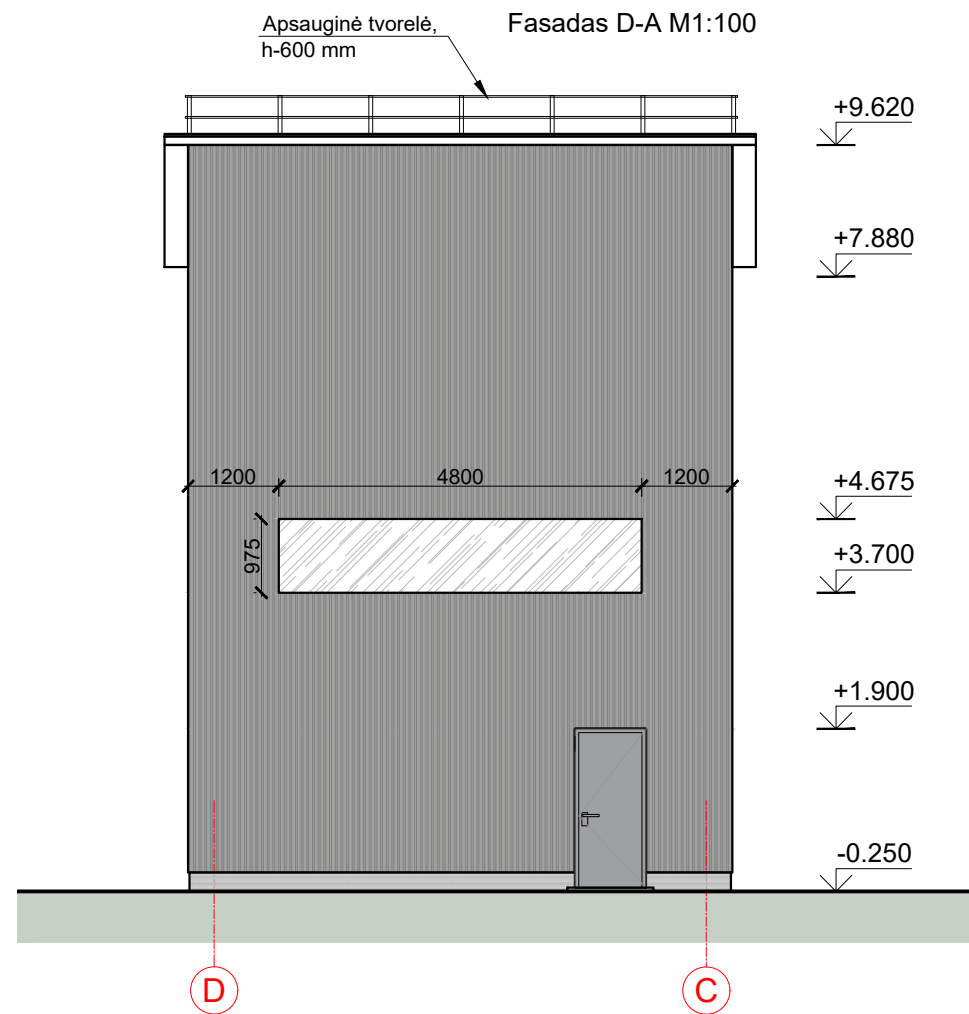 Fasadas D-A M1:100
Apsauginė tvorelė,
h-600 mm
+9.620
+7.880
1200
4800
1200
+4.675
975
+3.700
+1.900
-0.250
D
C